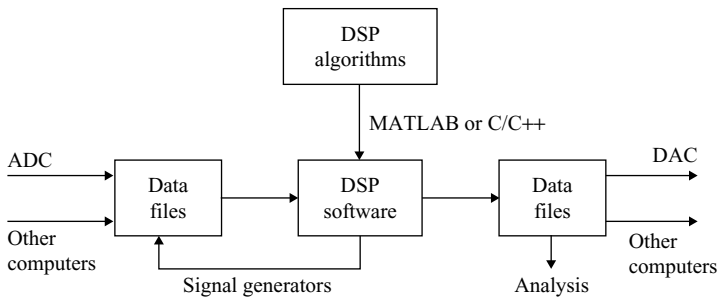 DSP
algorithms
MATLAB or C/C++
ADC
DAC
Data
files
DSP
software
Data
files
Other
computers
Other
computers
Signal generators
Analysis